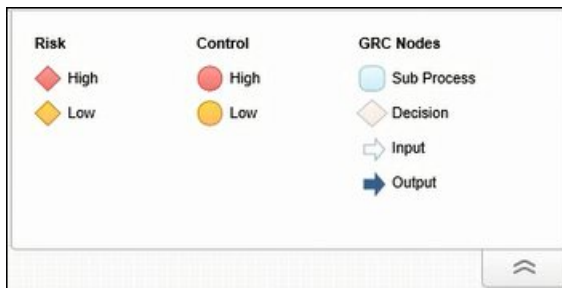 Risk
High
Low
Control
High
Low
GRC Nodes
Sub Process
Decision
Input
Output